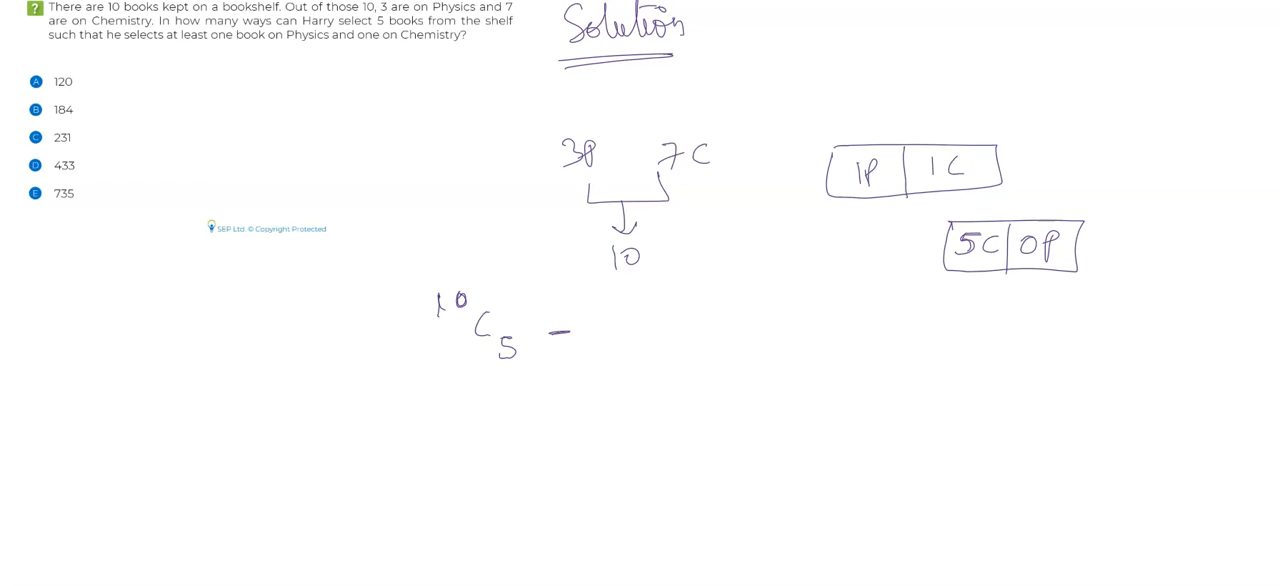 ? There are 10 books kept on a bookshelf. Out of those 10, 3 are on Physics and 7
are on Chemistry. In how many ways can Harry select 5 books from the shelf
such that he selects at least one book on Physics and one on Chemistry?
Solution
A 120
B 184
C 231
D 433
E 735
3P 7C
1P 1C
SEP Ltd. © Copyright Protected
5C 0P
10
10
C
5 -